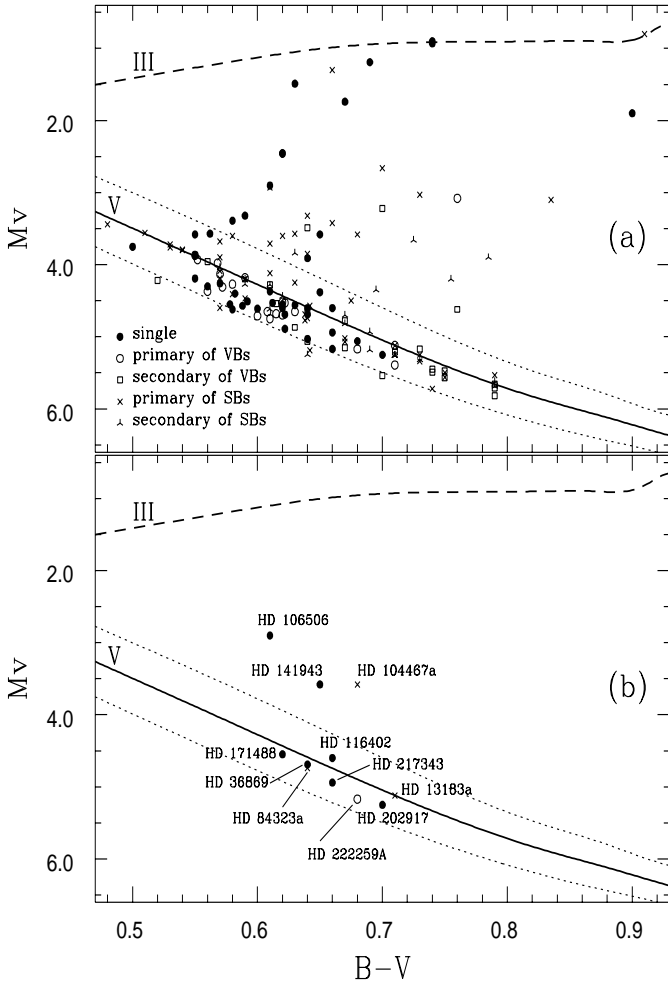 III
2.0
V
Mv
4.0
(a)
single
primary of VBs
secondary of VBs
primary of SBs
secondary of SBs
6.0
III
2.0
HD 106506
V
HD 141943
HD 104467a
Mv
(b)
4.0
HD 116402
HD 171488
HD 217343
HD 36869
HD 13183a
HD 84323a
HD 202917
HD 222259A
6.0
0.5 0.6 0.7 0.8 0.9
B-V